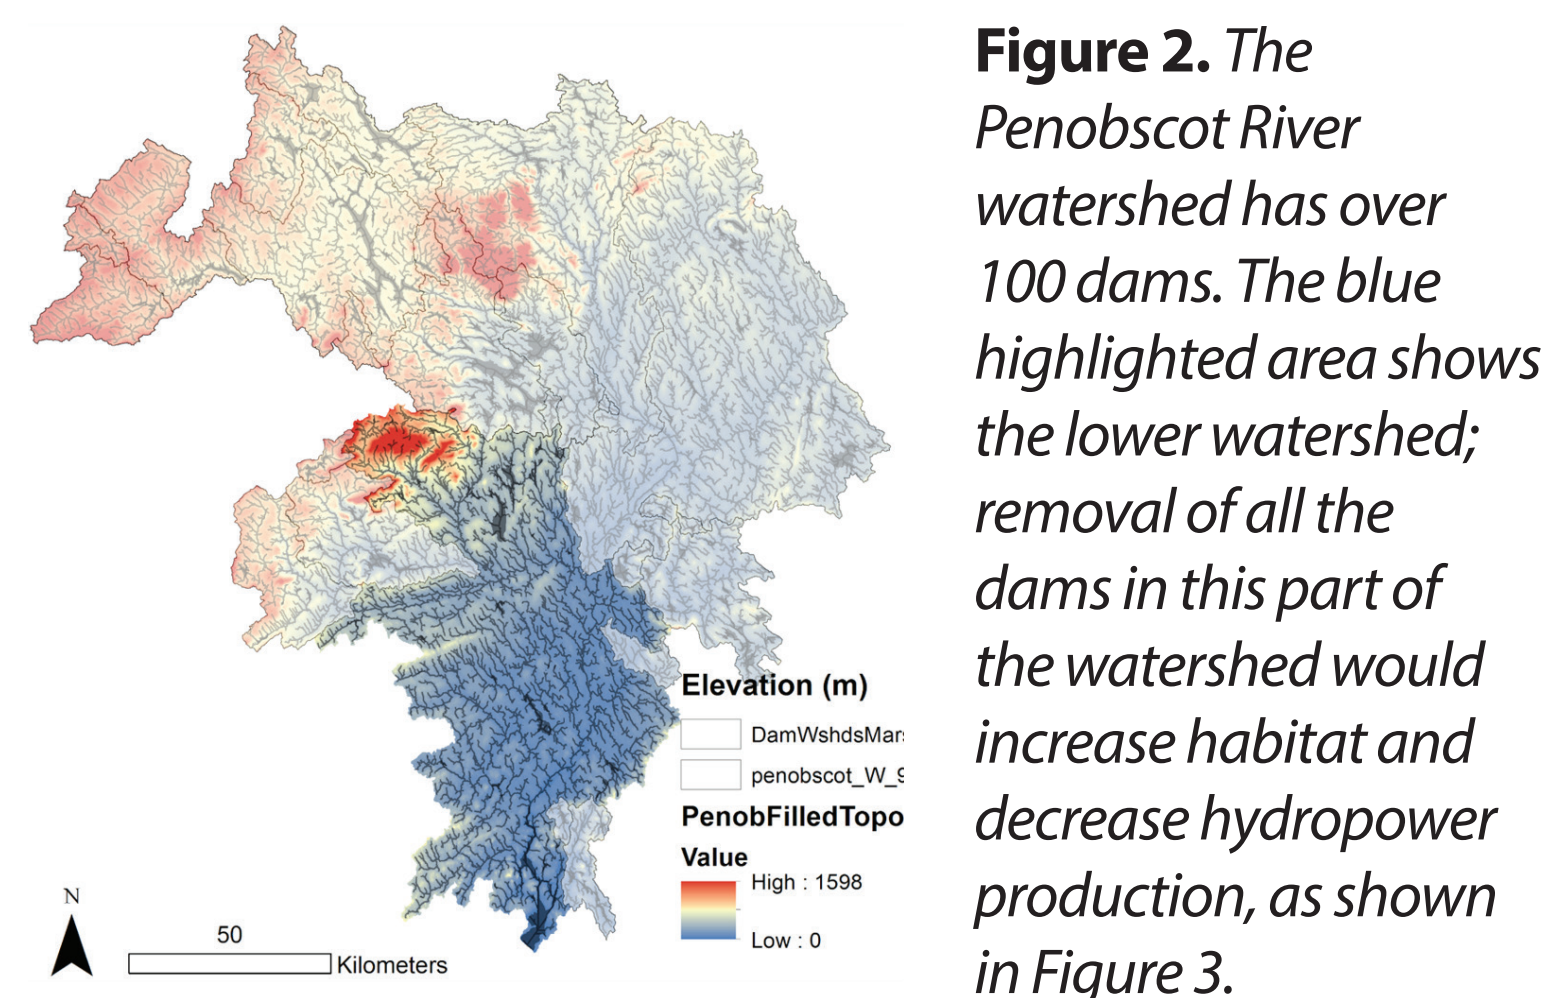 Figure 2. The
Penobscot River
watershed has over
100 dams. The blue
highlighted area shows
the lower watershed;
removal of all the
dams in this part of
the watershed would
increase habitat and
decrease hydropower
production, as shown
in Figure 3.
Elevation (m)
DamWshdsMar
penobscot_W_9
PenobFilledTopo
Value
High : 1598
Low : 0
N
50
Kilometers